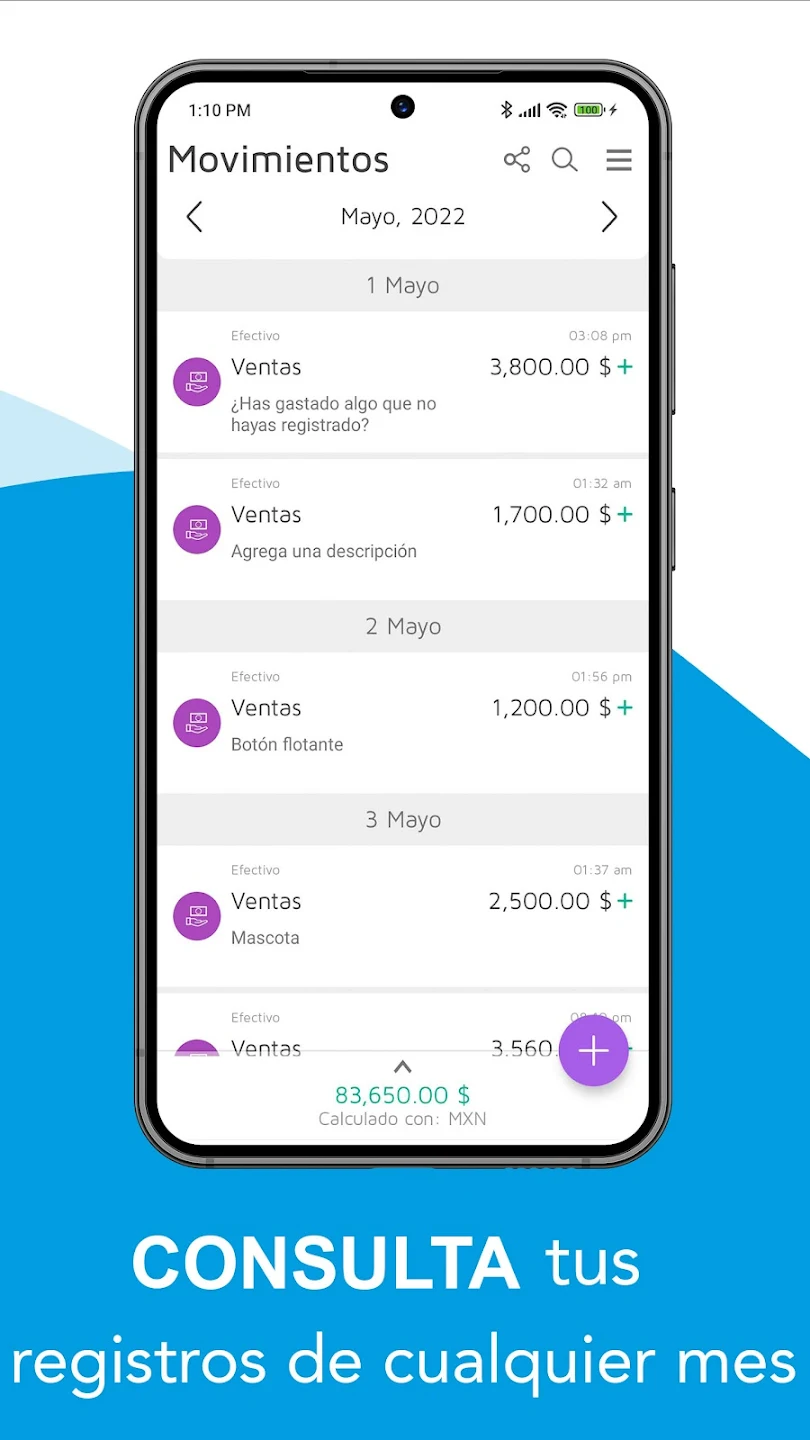 1:10 PM
100
Movimientos
Mayo, 2022
1 Mayo
Efectivo
03:08 pm
Ventas
3,800.00 $ +
¿Has gastado algo que no
hayas registrado?
Efectivo
01:32 am
Ventas
1,700.00 $ +
Agrega una descripción
2 Mayo
Efectivo
01:56 pm
Ventas
1,200.00 $ +
Botón flotante
3 Mayo
Efectivo
01:37 am
Ventas
2,500.00 $ +
Mascota
Efectivo
pm
Ventas
3,560.
83,650.00 $
Calculado con: MXN
CONSULTA tus
registros de cualquier mes